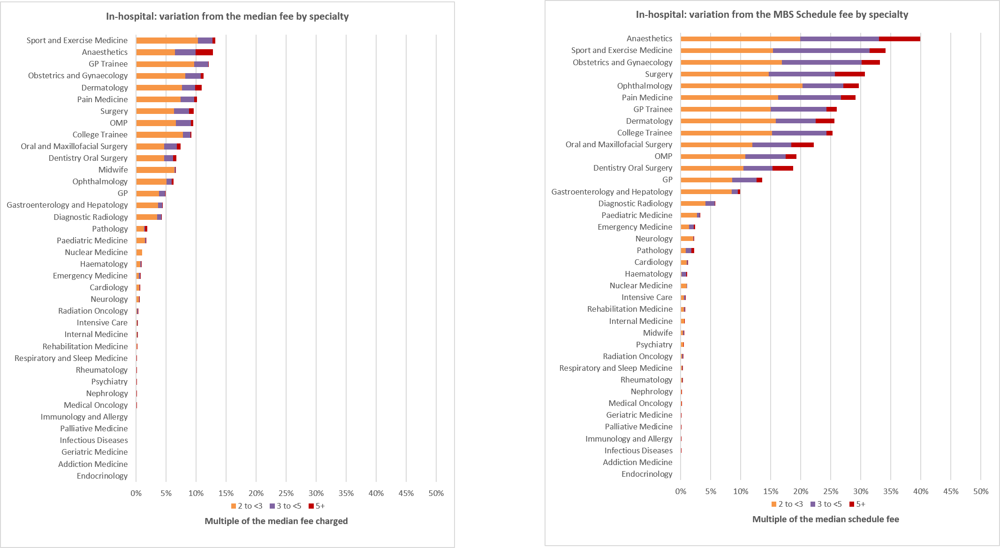 In-hospital: variation from the median fee by specialty
Sport and Exercise Medicine
Anaesthetics
GP Trainee
Obstetrics and Gynaecology
Dermatology
Pain Medicine
Surgery
OMP
College Trainee
Oral and Maxillofacial Surgery
Dentistry Oral Surgery
Midwife
Ophthalmology
GP
Gastroenterology and Hepatology
Diagnostic Radiology
Pathology
Paediatric Medicine
Nuclear Medicine
Haematology
Emergency Medicine
Cardiology
Neurology
Radiation Oncology
Intensive Care
Internal Medicine
Rehabilitation Medicine
Respiratory and Sleep Medicine
Rheumatology
Psychiatry
Nephrology
Medical Oncology
Immunology and Allergy
Palliative Medicine
Infectious Diseases
Geriatric Medicine
Addiction Medicine
Endocrinology
0% 5% 10% 15% 20% 25% 30% 35% 40% 45% 50%
2 to <3 3 to <5 5+
Multiple of the median fee charged
In-hospital: variation from the MBS Schedule fee by specialty
Anaesthetics
Sport and Exercise Medicine
Obstetrics and Gynaecology
Surgery
Ophthalmology
Pain Medicine
GP Trainee
Dermatology
College Trainee
Oral and Maxillofacial Surgery
OMP
Dentistry Oral Surgery
GP
Gastroenterology and Hepatology
Diagnostic Radiology
Paediatric Medicine
Emergency Medicine
Neurology
Pathology
Cardiology
Haematology
Nuclear Medicine
Intensive Care
Rehabilitation Medicine
Internal Medicine
Midwife
Psychiatry
Radiation Oncology
Respiratory and Sleep Medicine
Rheumatology
Nephrology
Medical Oncology
Geriatric Medicine
Palliative Medicine
Immunology and Allergy
Infectious Diseases
Addiction Medicine
Endocrinology
0% 5% 10% 15% 20% 25% 30% 35% 40% 45% 50%
2 to <3 3 to <5 5+
Multiple of the median schedule fee